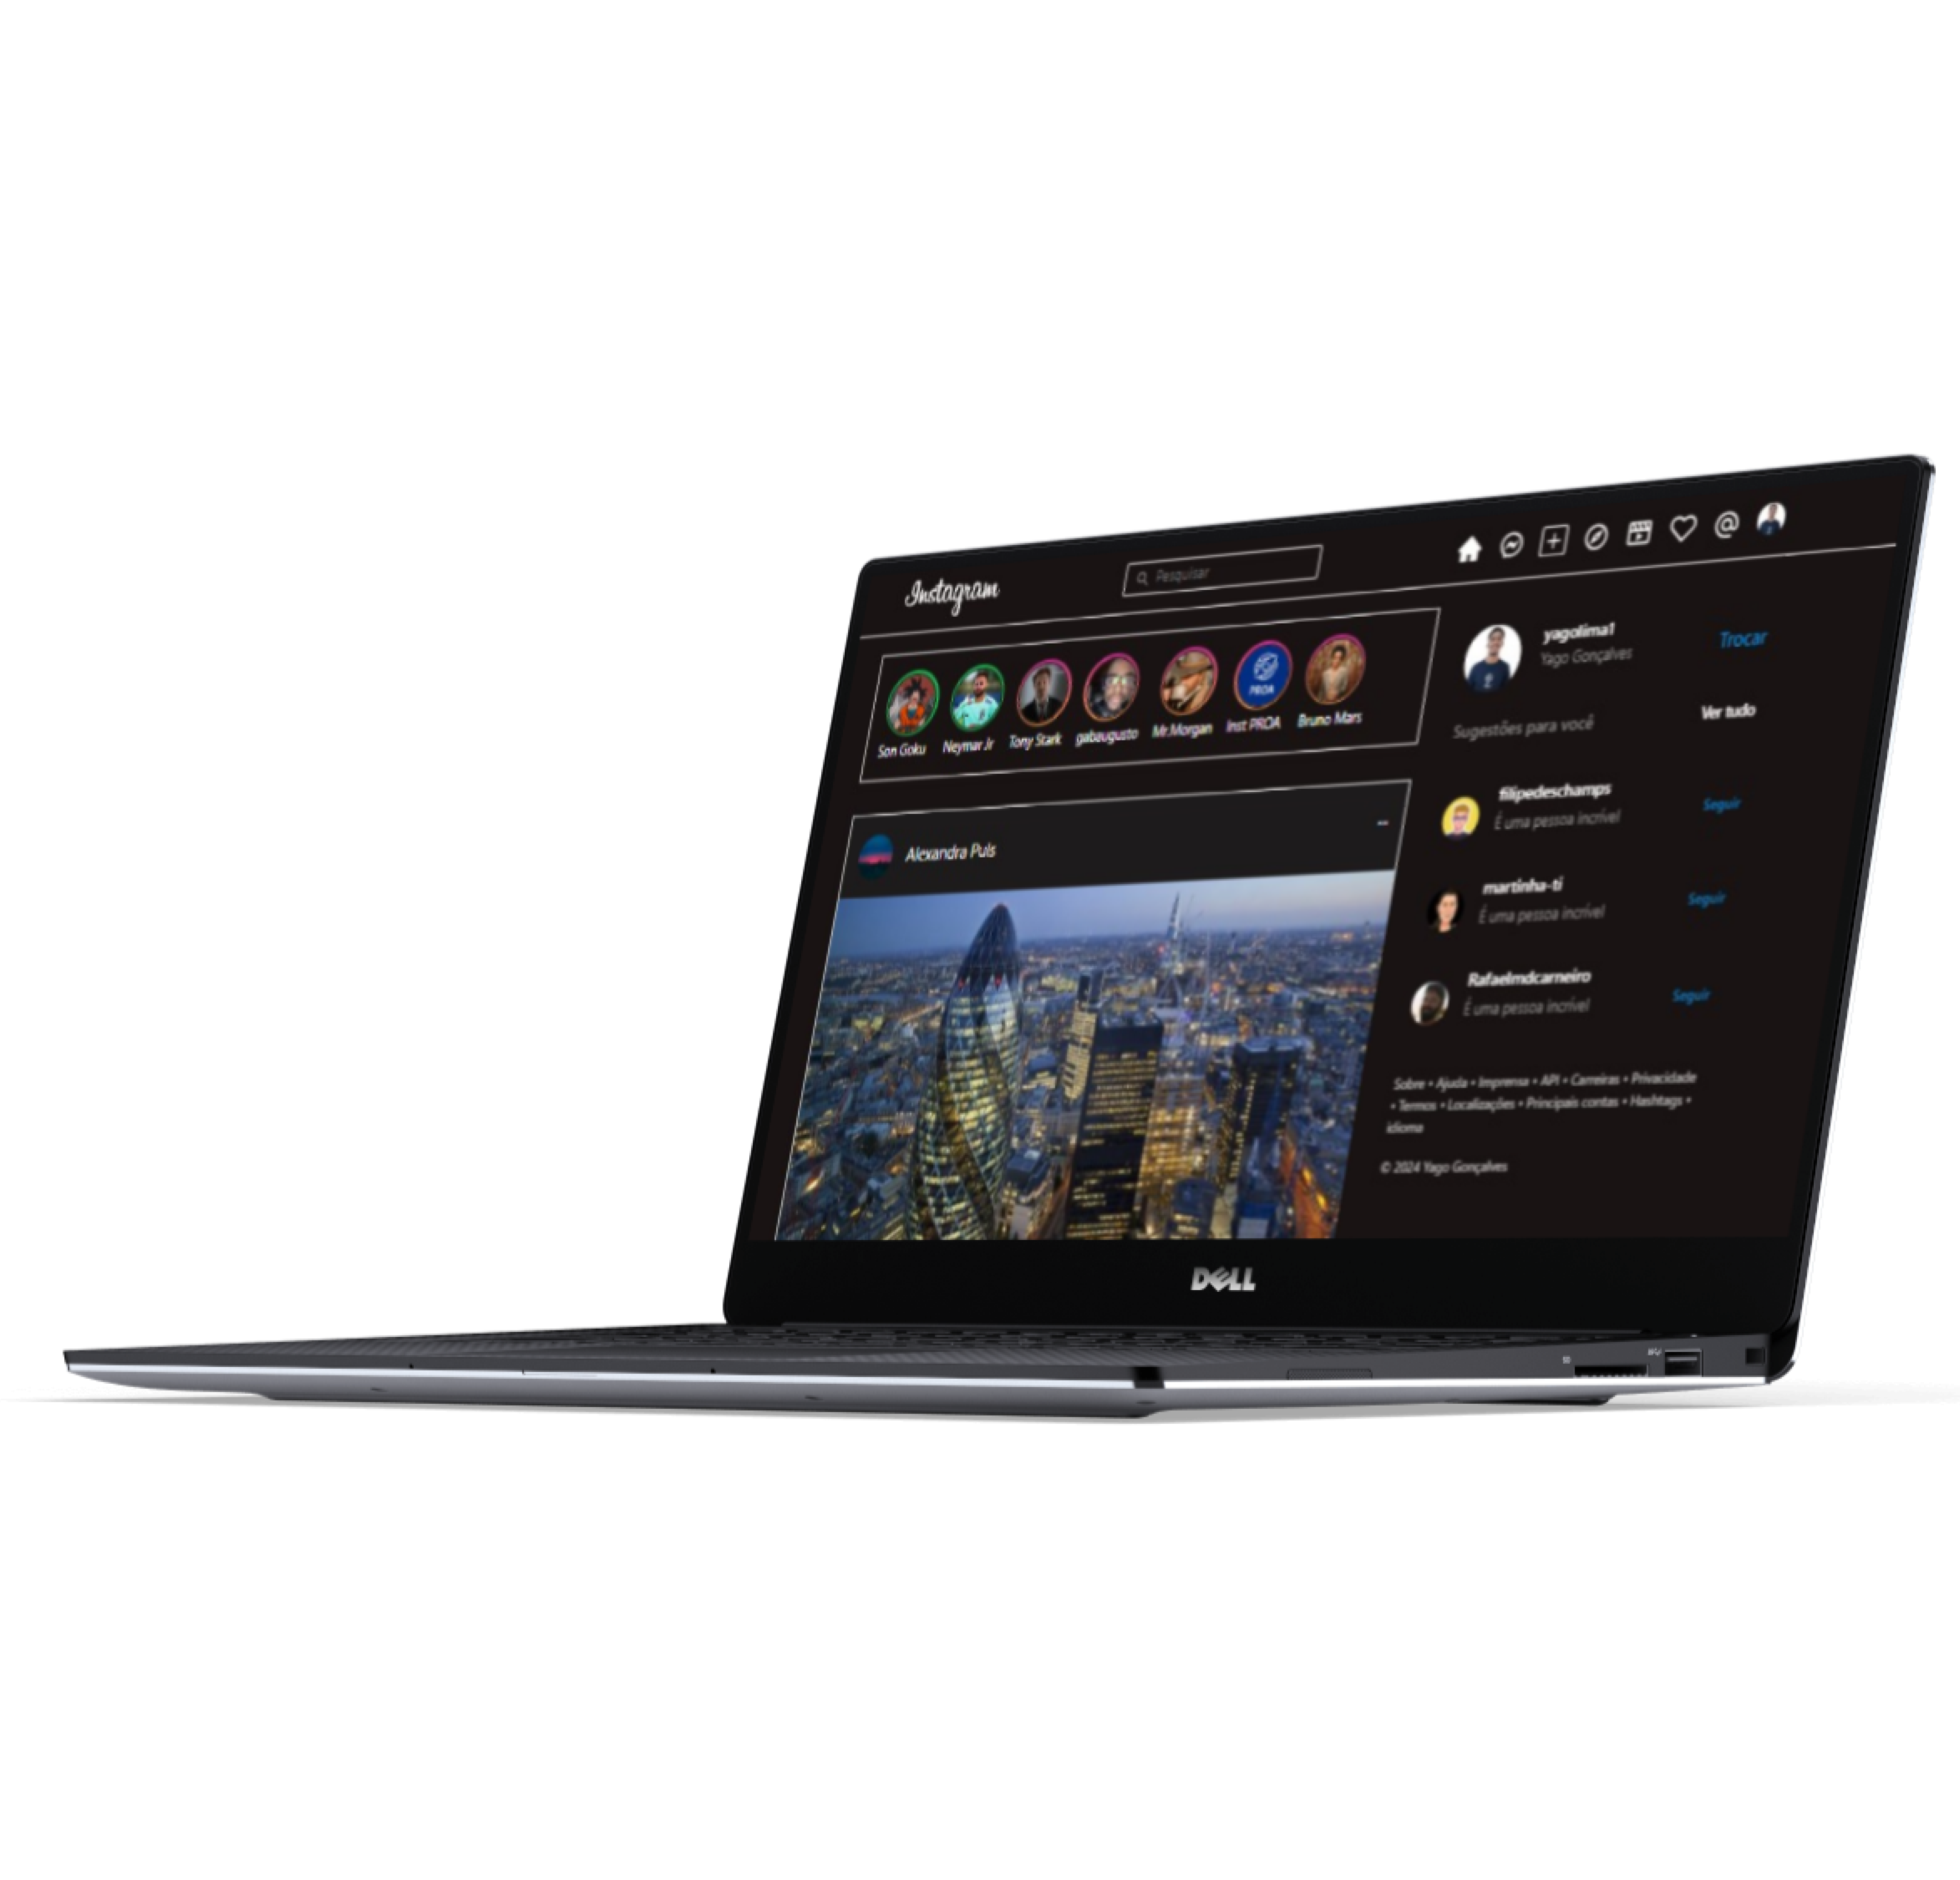 Instagram
Pesquisar
Son Goku
Neymar Jr
Tony Stark
gabaugusto
Mr.Morgan
PROA
Inst PROA
Bruno Mars
yagolima1
Yago Gonçalves
Trocar
Sugestões para você
Ver tudo
Alexandra Puls
filipedeschamps
É uma pessoa incrível
Seguir
martinha-ti
É uma pessoa incrível
Seguir
Rafaelmdcarneiro
É uma pessoa incrível
Seguir
Sobre • Ajuda • Imprensa • API • Carreiras • Privacidade
• Termos • Localizações • Principais contas • Hashtags •
idioma
© 2024 Yago Gonçalves
DELL